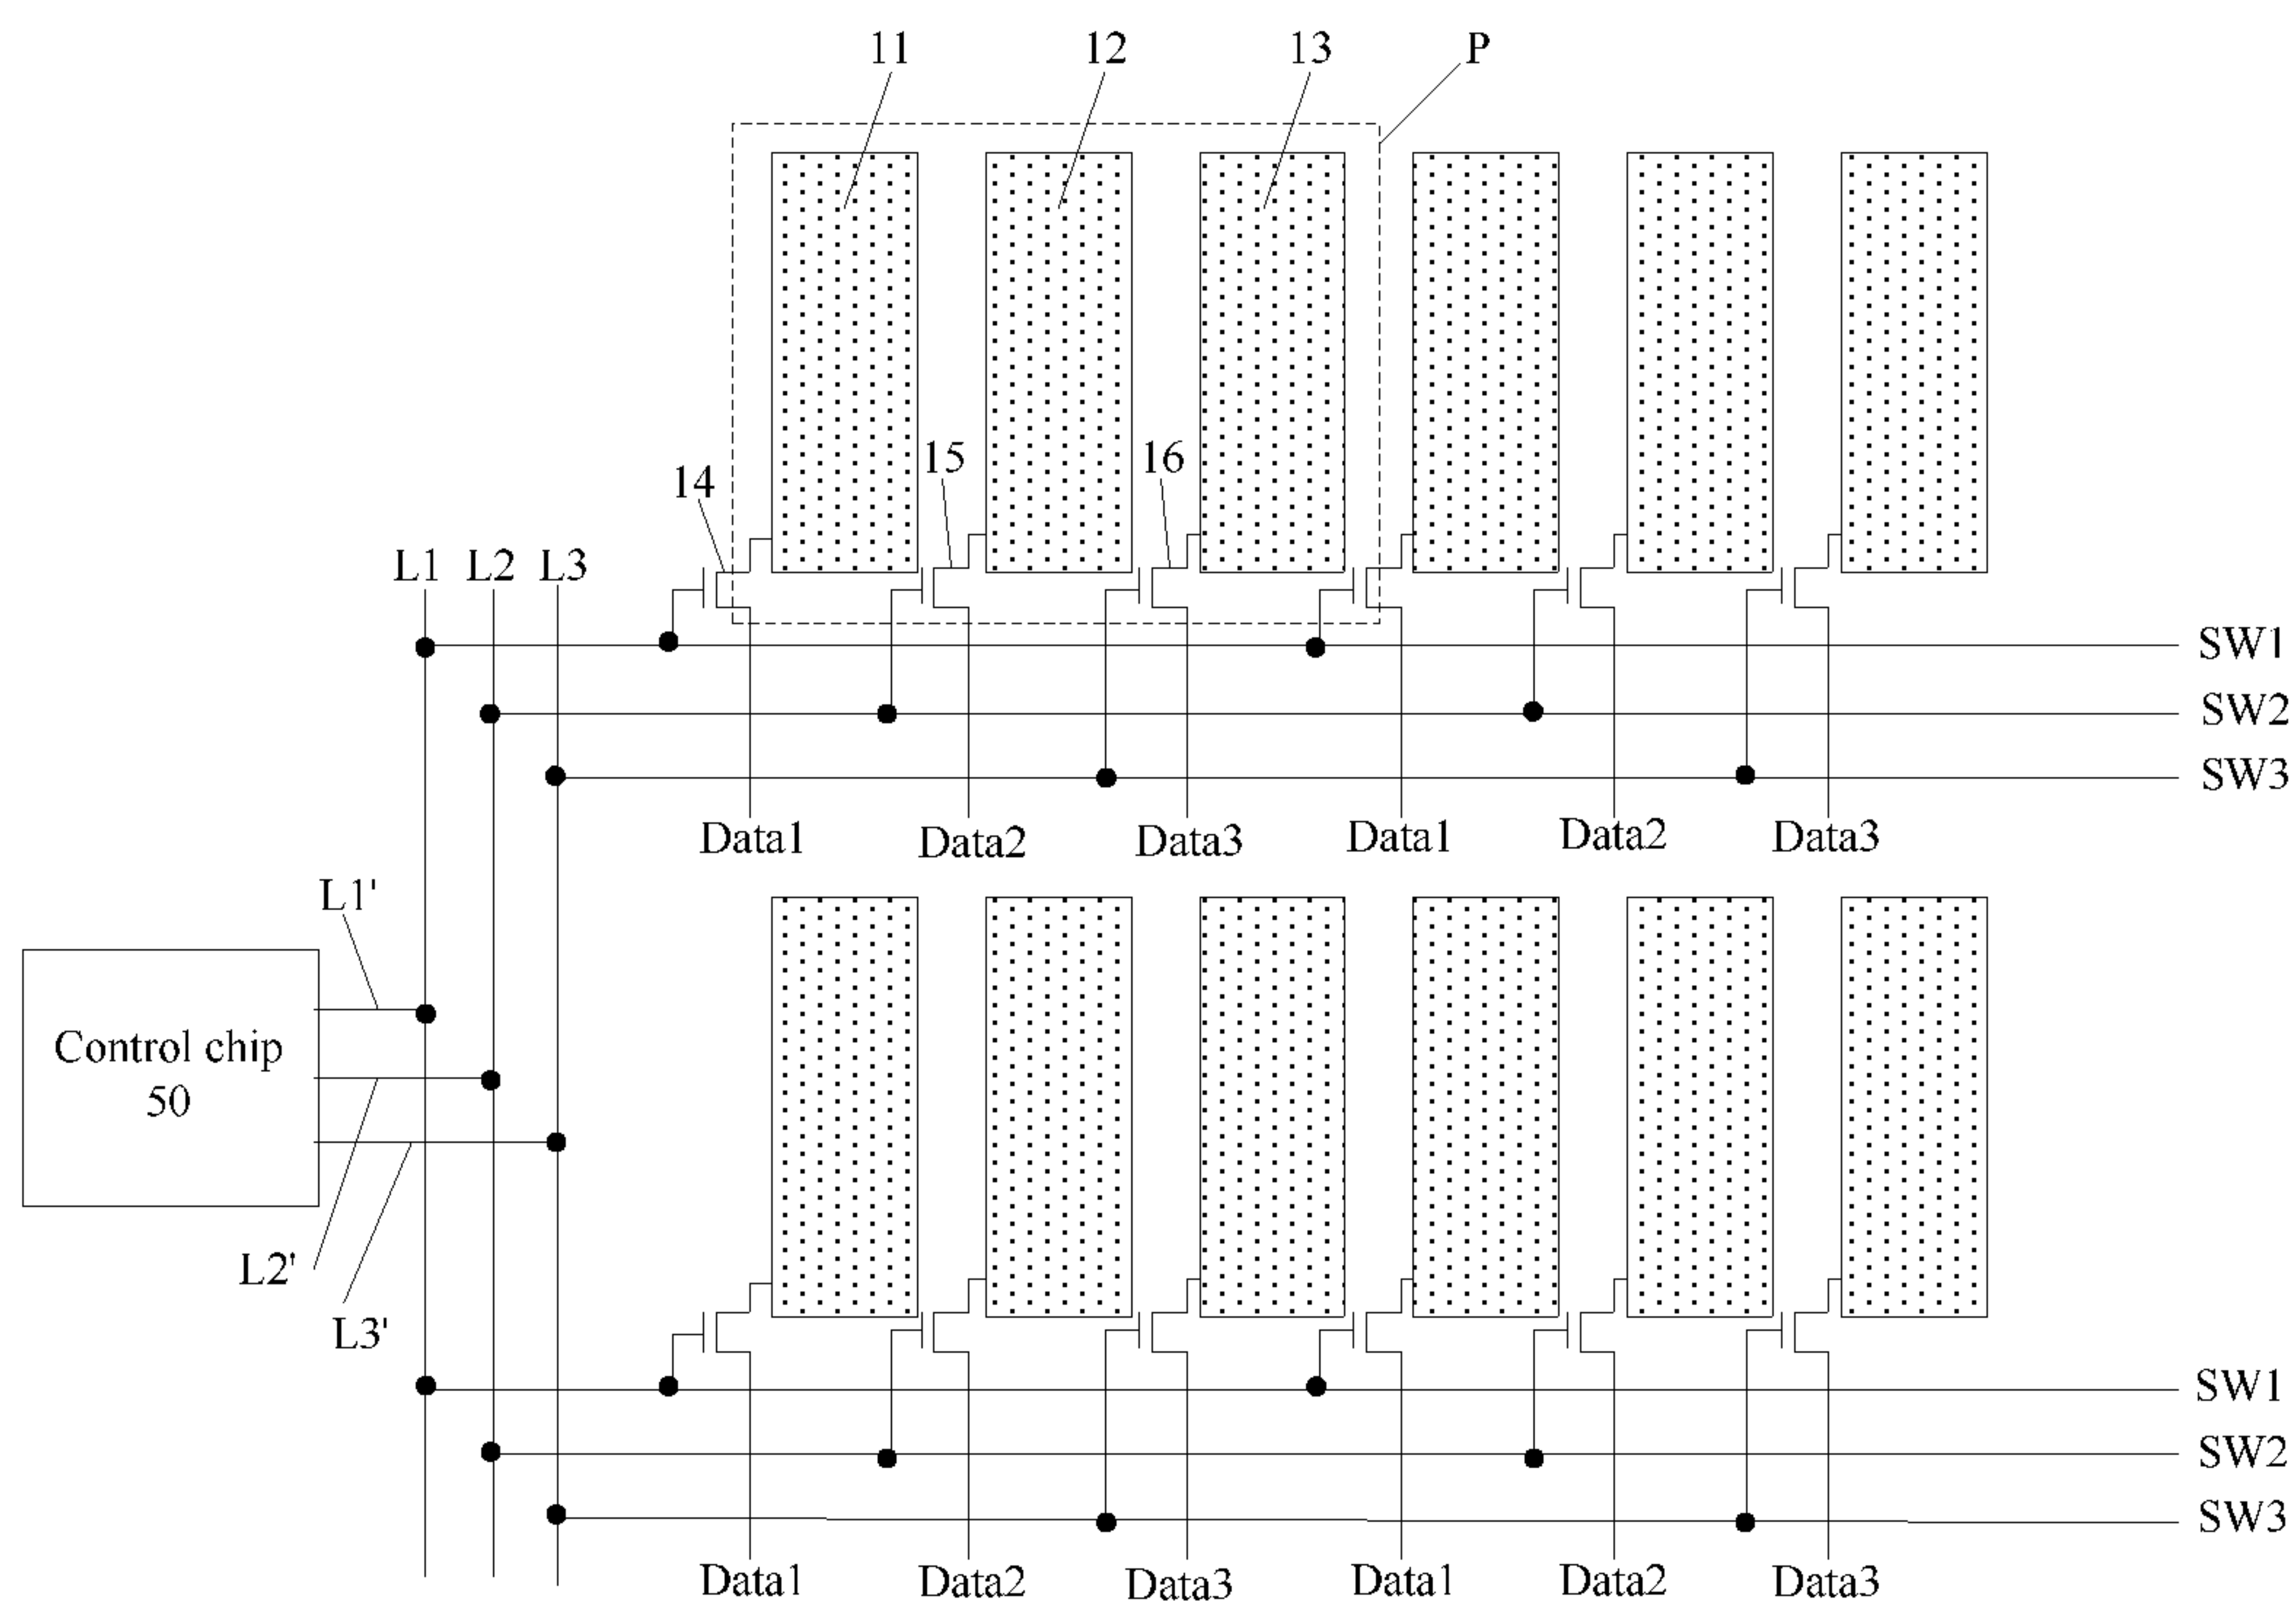 11 12 13 P
14 15 16
L1 L2 L3
SW1
SW2
SW3
Data1 Data2 Data3 Data1 Data2 Data3
L1'
Control chip
50
L2'
L3'
SW1
SW2
SW3
Data1 Data2 Data3 Data1 Data2 Data3